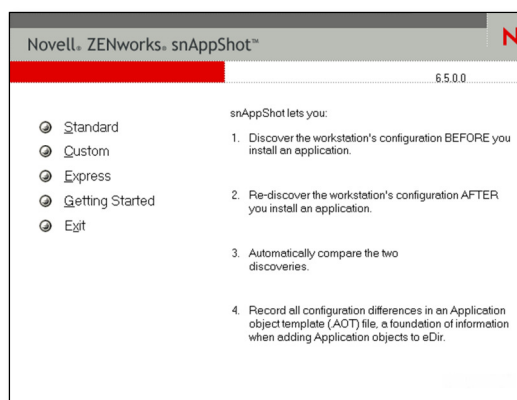 Novell® ZENworks® snAppShot™
N
6.5.0.0
Standard
Custom
Express
Getting Started
Exit
snAppShot lets you:
1. Discover the workstation's configuration BEFORE you
install an application.
2. Re-discover the workstation's configuration AFTER
you install an application.
3. Automatically compare the two
discoveries.
4. Record all configuration differences in an Application
object template (.AOT) file, a foundation of information
when adding Application objects to eDir.